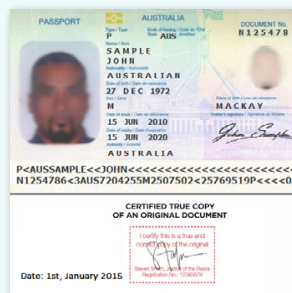 PASSPORT
AUSTRALIA
DOCUMENT No.
P
AUS
N125478
SAMPLE
JOHN
AUSTRALIAN
27 DEC 1972
M
MACKAY
15 JUN 2010
15 JUN 2020
AUSTRALIA
P<AUSSAMPLE<<JOHN<<<<<<<<<<<<<<<<<<<<
N1254786<3AUS7204255M2507502<25769519P<<<<0
CERTIFIED TRUE COPY
OF AN ORIGINAL DOCUMENT
I certify this is a true and
correct copy of the original
Date: 1st, January 2015